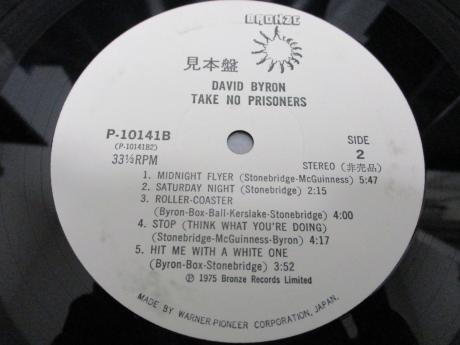 BRONZE
見本盤
DAVID BYRON
TAKE NO PRISONERS
P-10141B
(P-10141B2)
33⅓RPM
SIDE
2
STEREO (非売品)
1. MIDNIGHT FLYER (Stonebridge-McGuinness) 5:47
2. SATURDAY NIGHT (Stonebridge) 2:15
3. ROLLER-COASTER
(Byron-Box-Ball-Kerslake-Stonebridge) 4:00
4. STOP (THINK WHAT YOU'RE DOING)
(Stonebridge-McGuinness-Byron) 4:17
5. HIT ME WITH A WHITE ONE
(Byron-Box-Stonebridge) 3:52
Ⓟ 1975 Bronze Records Limited
MADE BY WARNER-PIONEER CORPORATION, JAPAN.